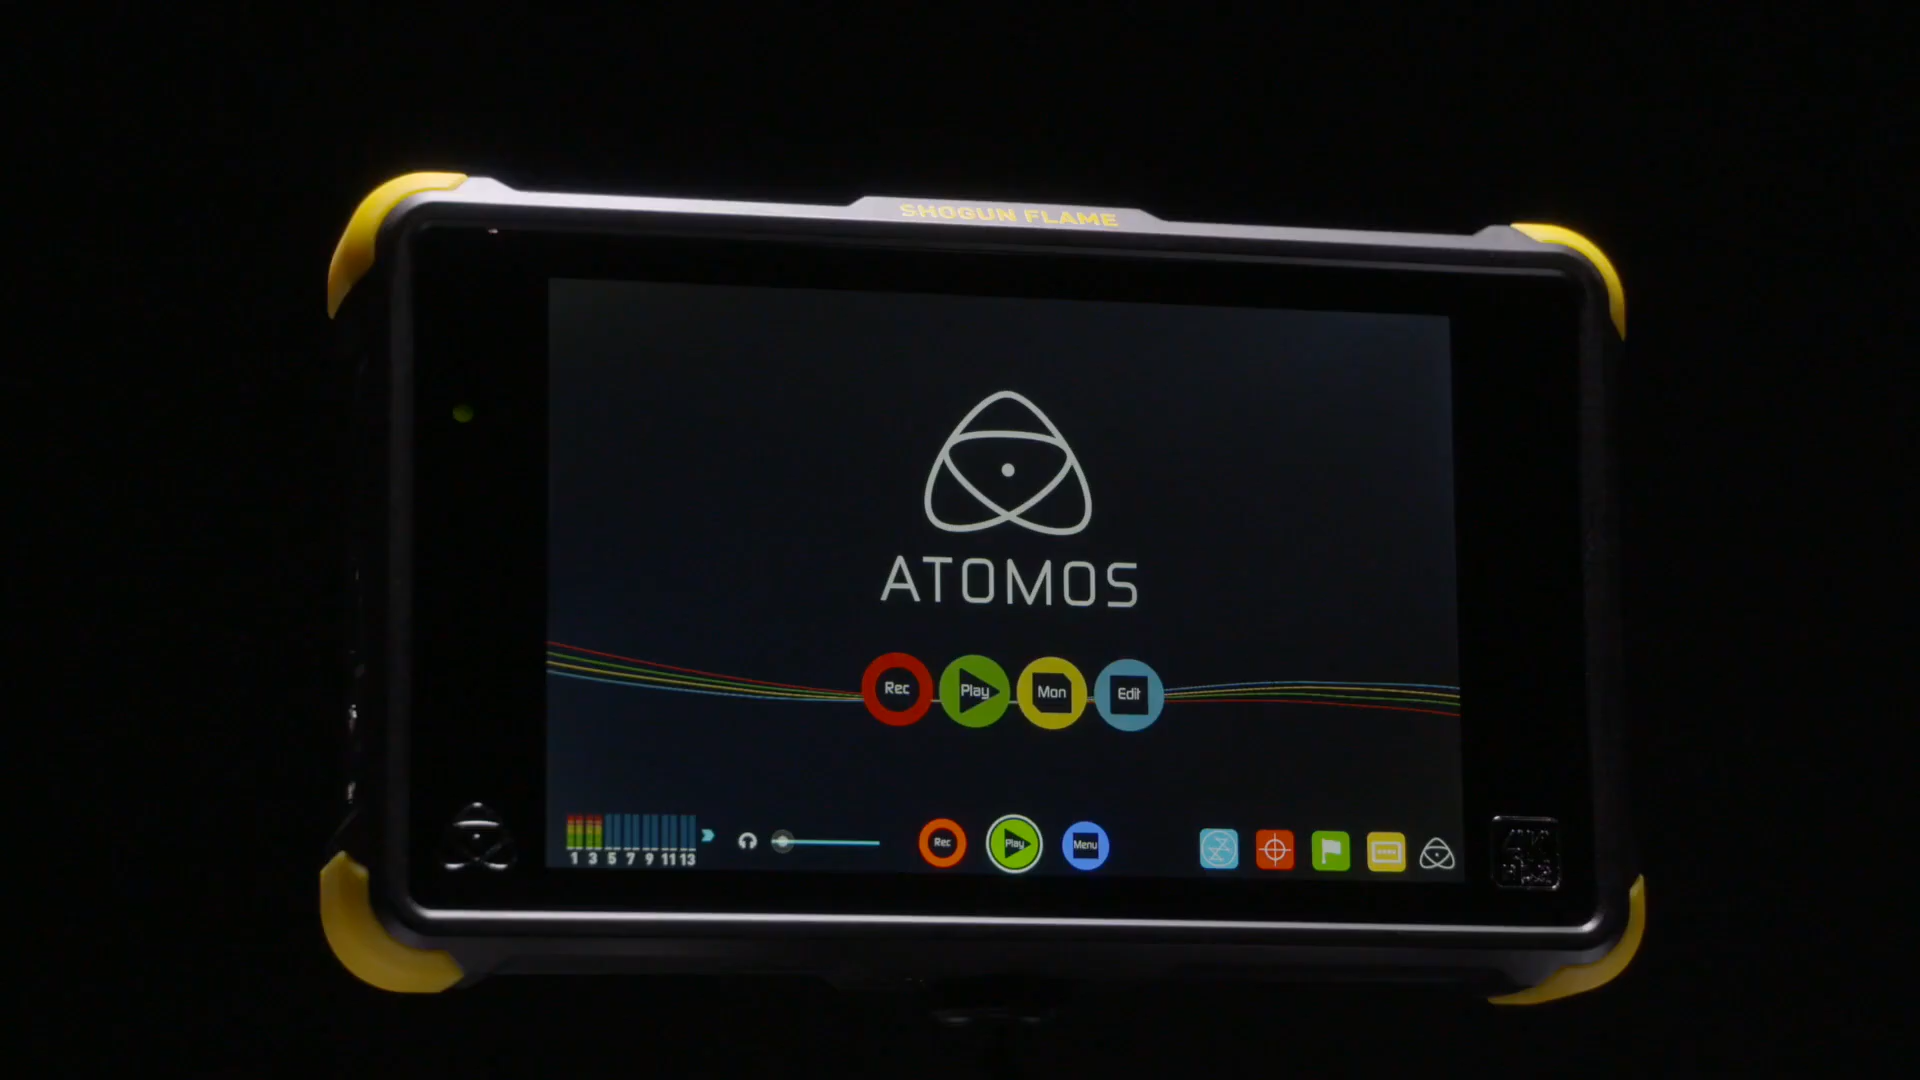 SHOGUN FLAME
ATOMOS
Rec Play Mon Edit
1 3 5 7 9 11 13
Rec Play Menu